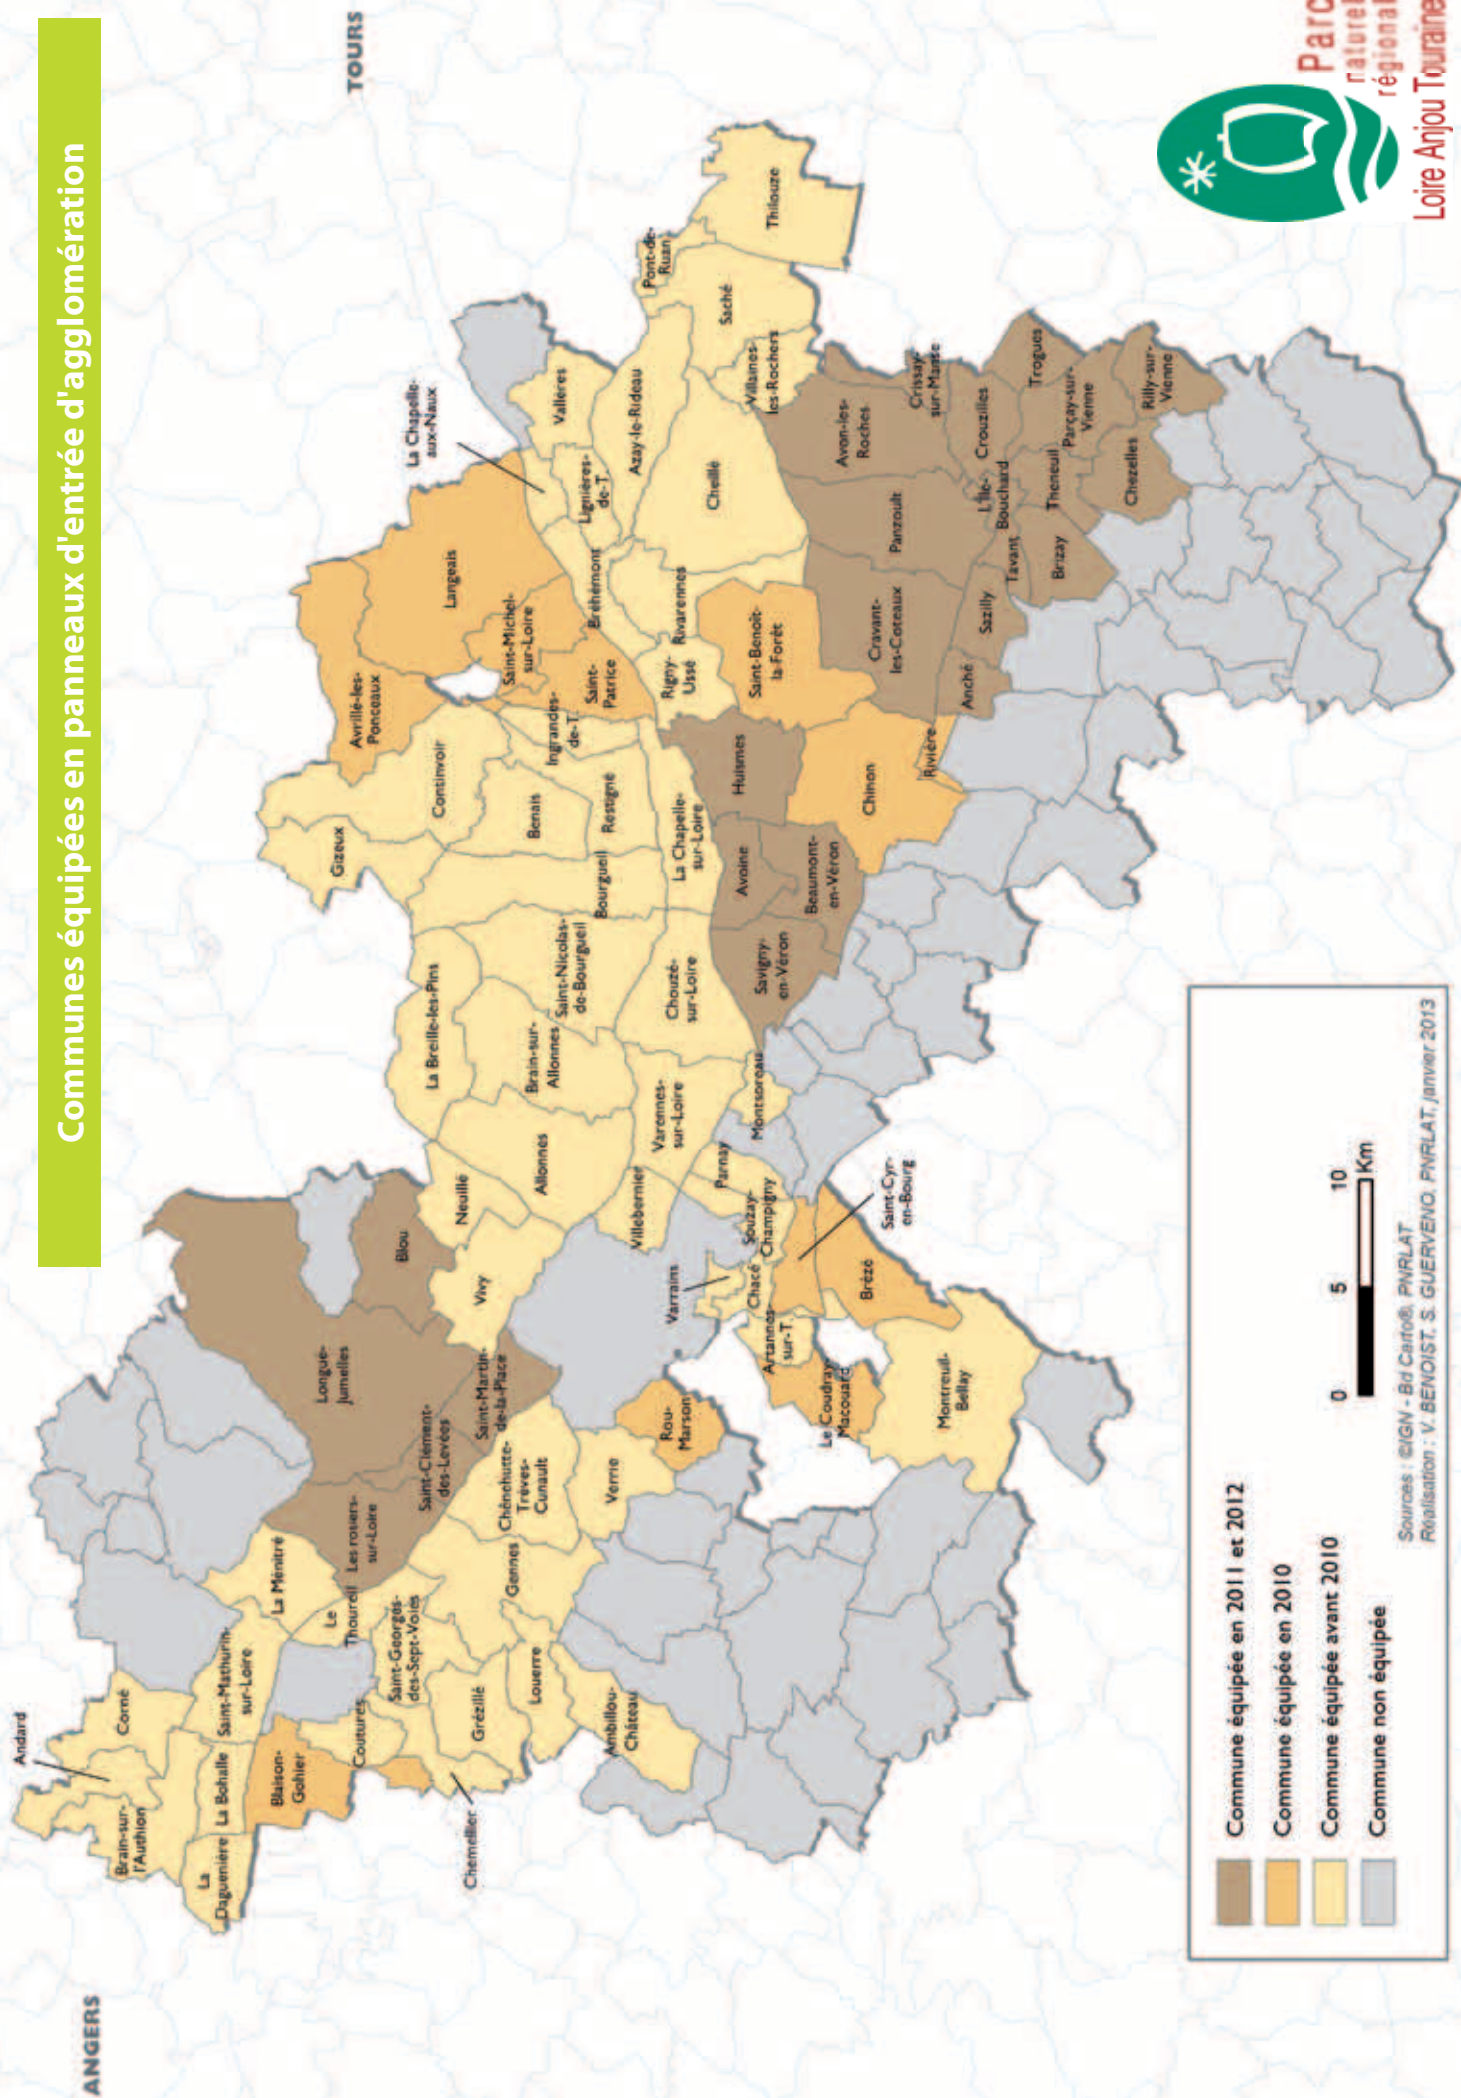 Communes équipées en panneaux d'entrée d'agglomération
ANGERS
TOURS
Andard
Corné
Brain-sur-
l'Authion
La
Daguenière
La Bohalle
Saint-Mathurin-
sur-Loire
Blaison-
Gohier
La Ménitré
Le
Thoureil
Coutures
Saint-Georges-
des-Sept-Voies
Chemellier
Grézillé
Louerre
Gennes
Ambillou-
Château
Les rosiers-
sur-Loire
Longué-
Jumelles
Saint-Clément-
des-Levées
Saint-Martin-
de-la-Place
Chênehutte-
Trèves-
Cunault
Verrie
Rou-
Marson
Blou
Vivy
Neuillé
Allonnes
Villebernier
Varennes-
sur-Loire
Varrains
Chacé
Souzay-
Champigny
Parnay
Montsoreau
Artannes-
sur-T.
Saint-Cyr-
en-Bourg
Brézé
Le Coudray-
Macouard
Montreuil-
Bellay
La Breille-les-Pins
Brain-sur-
Allonnes
Saint-Nicolas-
de-Bourgueil
Chouzé-
sur-Loire
Gizeux
Continvoir
Benais
Bourgueil
Restigné
La Chapelle-
sur-Loire
Ingrandes-
de-T.
Avrillé-les-
Ponceaux
Langeais
Saint-Michel-
sur-Loire
Saint-
Patrice
La Chapelle-
aux-Naux
Vallères
Lignières-
de-T.
Bréhémont
Azay-le-Rideau
Rivarennes
Rigny-
Ussé
Cheillé
Pont-de-
Ruan
Saché
Thilouze
Villaines-
les-Rochers
Saint-Benoît-
la-Forêt
Huismes
Avoine
Savigny-
en-Véron
Beaumont-
en-Véron
Chinon
Rivière
Cravant-
les-Coteaux
Panzoult
Avon-les-
Roches
Crissay-
sur-Manse
Crouzilles
Trogues
L'Ile-
Bouchard
Parçay-sur-
Vienne
Rilly-sur-
Vienne
Theneuil
Chezelles
Tavant
Brizay
Sazilly
Anché
Commune équipée en 2011 et 2012
Commune équipée en 2010
Commune équipée avant 2010
Commune non équipée
0 5 10
Km
Sources : ©IGN - Bd Carto®, PNRLAT
Réalisation : V. BENOIST, S. GUERVENO, PNRLAT, janvier 2013
Parc
naturel
régional
Loire Anjou Touraine